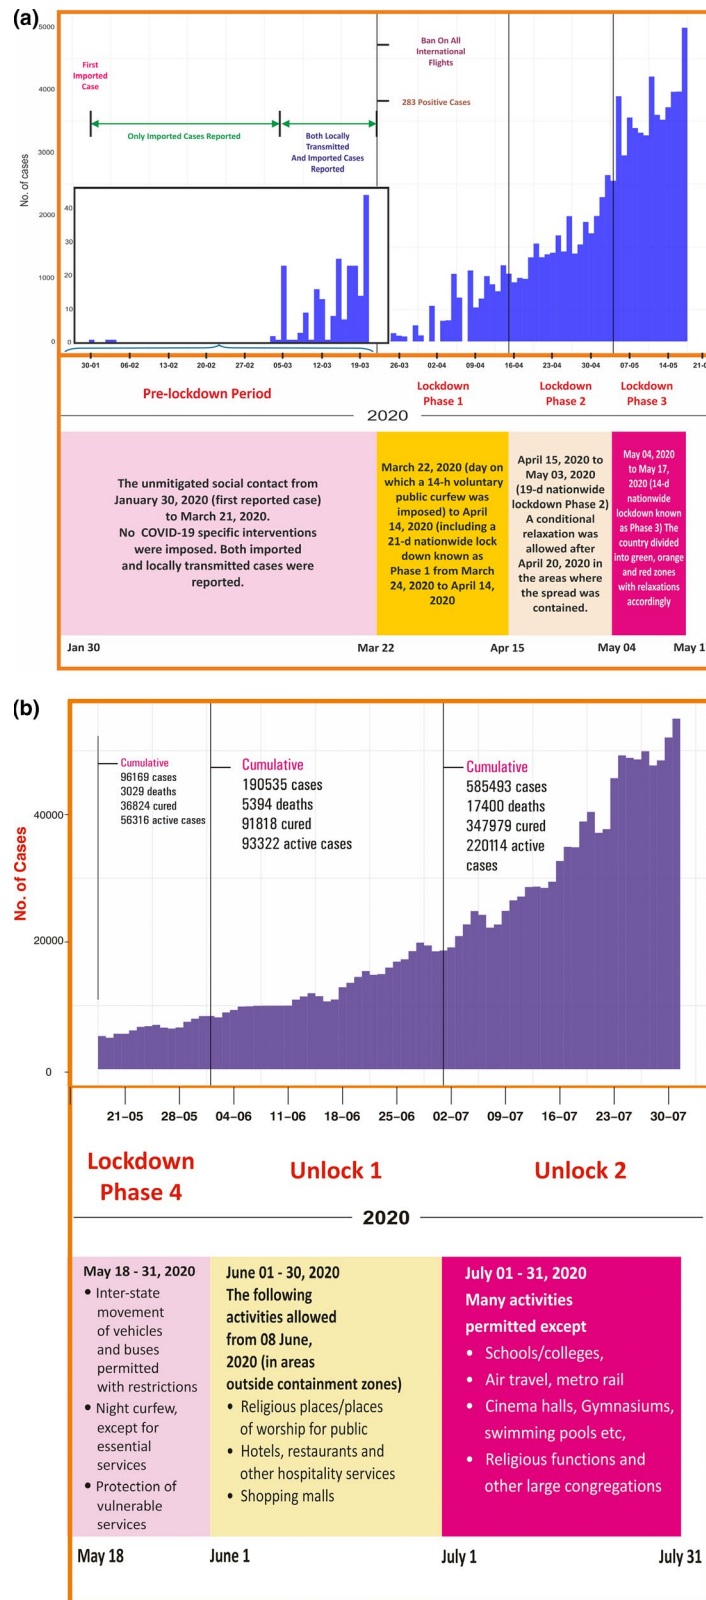 (a)
5000
4000
3000
2000
1000
0
No. of cases
First
Imported
Case
Only Imported Cases Reported
Both Locally
Transmitted
And Imported Cases
Reported
Ban On All
International
Flights
283 Positive Cases
40
30
20
10
0
30-01 06-02 13-02 20-02 27-02 05-03 12-03 19-03 26-03 02-04 09-04 16-04 23-04 30-04 07-05 14-05 21-0
Pre-lockdown Period
Lockdown
Phase 1
Lockdown
Phase 2
Lockdown
Phase 3
2020
The unmitigated social contact from
January 30, 2020 (first reported case)
to March 21, 2020.
No COVID-19 specific interventions
were imposed. Both imported
and locally transmitted cases were
reported.
March 22, 2020 (day on
which a 14-h voluntary
public curfew was
imposed) to April
14, 2020 (including a
21-d nationwide lock
down known as
Phase 1 from March
24, 2020 to April 14,
2020
April 15, 2020 to
May 03, 2020
(19-d nationwide
lockdown Phase 2)
A conditional
relaxation was
allowed after
April 20, 2020 in
the areas where
the spread was
contained.
May 04, 2020
to May 17,
2020 (14-d
nationwide
lockdown known
as Phase 3) The
country divided
into green, orange
and red zones
with relaxations
accordingly
Jan 30 Mar 22 Apr 15 May 04 May 1
(b)
No. of Cases
40000
20000
0
Cumulative
96169 cases
3029 deaths
36824 cured
56316 active cases
Cumulative
190535 cases
5394 deaths
91818 cured
93322 active cases
Cumulative
585493 cases
17400 deaths
347979 cured
220114 active
cases
21–05 28–05 04–06 11–06 18–06 25–06 02–07 09–07 16–07 23–07 30–07
Lockdown
Phase 4
Unlock 1
Unlock 2
2020
May 18 - 31, 2020
• Inter-state
movement
of vehicles
and buses
permitted
with restrictions
• Night curfew,
except for
essential
services
• Protection of
vulnerable
services
June 01 - 30, 2020
The following
activities allowed
from 08 June,
2020 (in areas
outside containment zones)
• Religious places/places
of worship for public
• Hotels, restaurants and
other hospitality services
• Shopping malls
July 01 - 31, 2020
Many activities
permitted except
• Schools/colleges,
• Air travel, metro rail
• Cinema halls, Gymnasiums,
swimming pools etc,
• Religious functions and
other large congregations
May 18 June 1 July 1 July 31